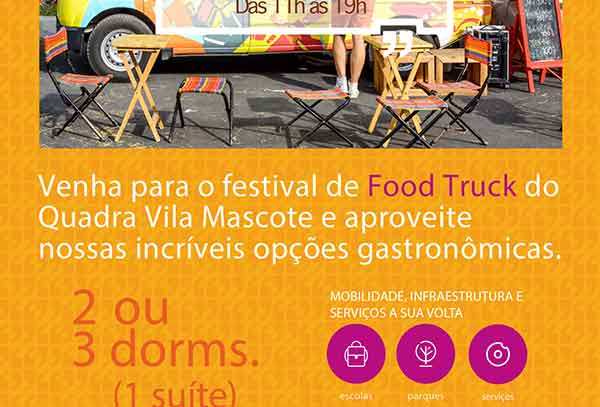 Das 11h às 19h
Venha para o festival de Food Truck do
Quadra Vila Mascote e aproveite
nossas incríveis opções gastronômicas.
2 ou
3 dorms.
(1 suíte)
MOBILIDADE, INFRAESTRUTURA E
SERVIÇOS A SUA VOLTA
escolas parques serviços